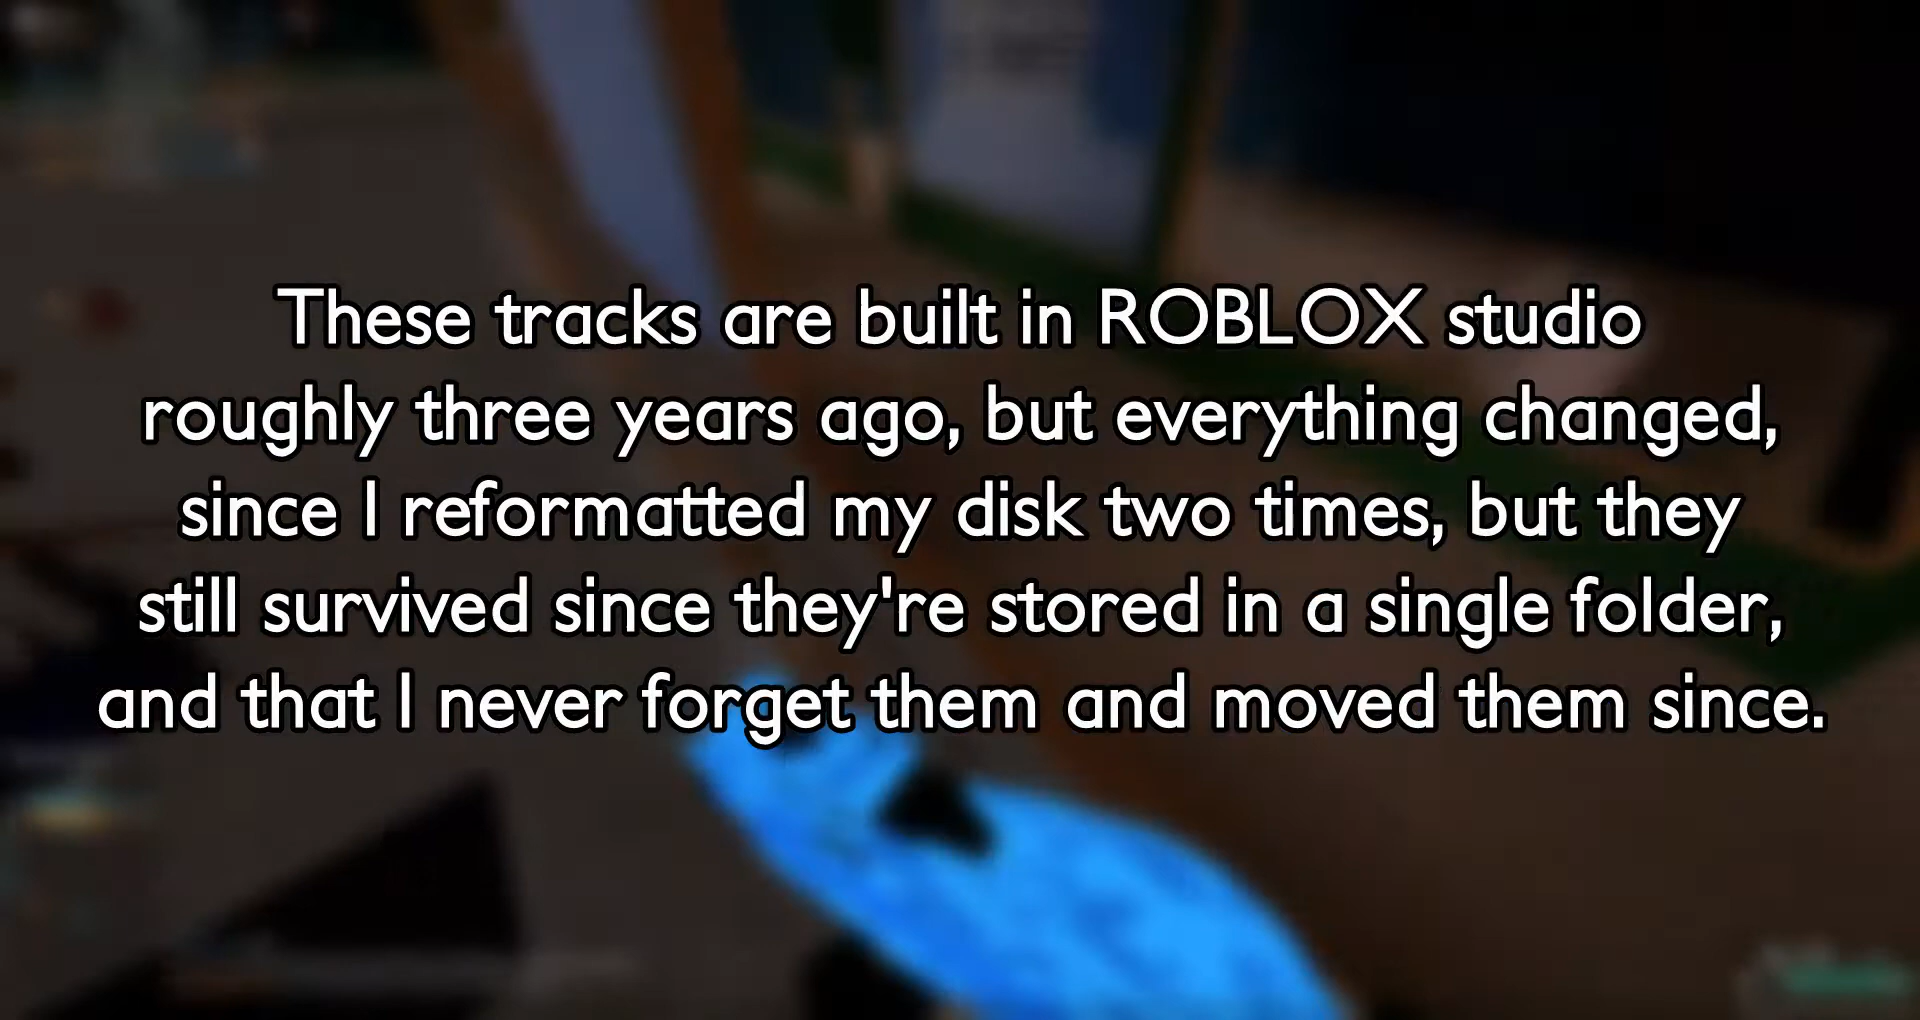 These tracks are built in ROBLOX studio
roughly three years ago, but everything changed,
since I reformatted my disk two times, but they
still survived since they're stored in a single folder,
and that I never forget them and moved them since.